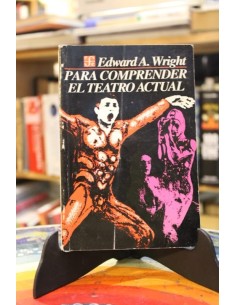 Edward A. Wright
PARA COMPRENDER
EL TEATRO ACTUAL